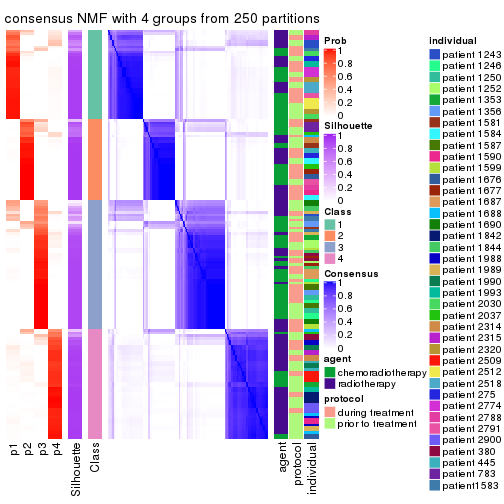 consensus NMF with 4 groups from 250 partitions
Prob
1
0.8
0.6
0.4
0.2
0
Silhouette
1
0.8
0.6
0.4
0.2
0
Class
1
2
3
4
Consensus
1
0.8
0.6
0.4
0.2
0
agent
chemoradiotherapy
radiotherapy
protocol
during treatment
prior to treatment
individual
patient 1243
patient 1246
patient 1250
patient 1252
patient 1353
patient 1356
patient 1581
patient 1584
patient 1587
patient 1590
patient 1599
patient 1676
patient 1677
patient 1687
patient 1688
patient 1690
patient 1842
patient 1844
patient 1988
patient 1989
patient 1990
patient 1993
patient 2030
patient 2037
patient 2314
patient 2315
patient 2320
patient 2509
patient 2512
patient 2518
patient 275
patient 2774
patient 2788
patient 2791
patient 2900
patient 380
patient 445
patient 783
patient1583
p1
p2
p3
p4
Silhouette
Class
agent
protocol
individual